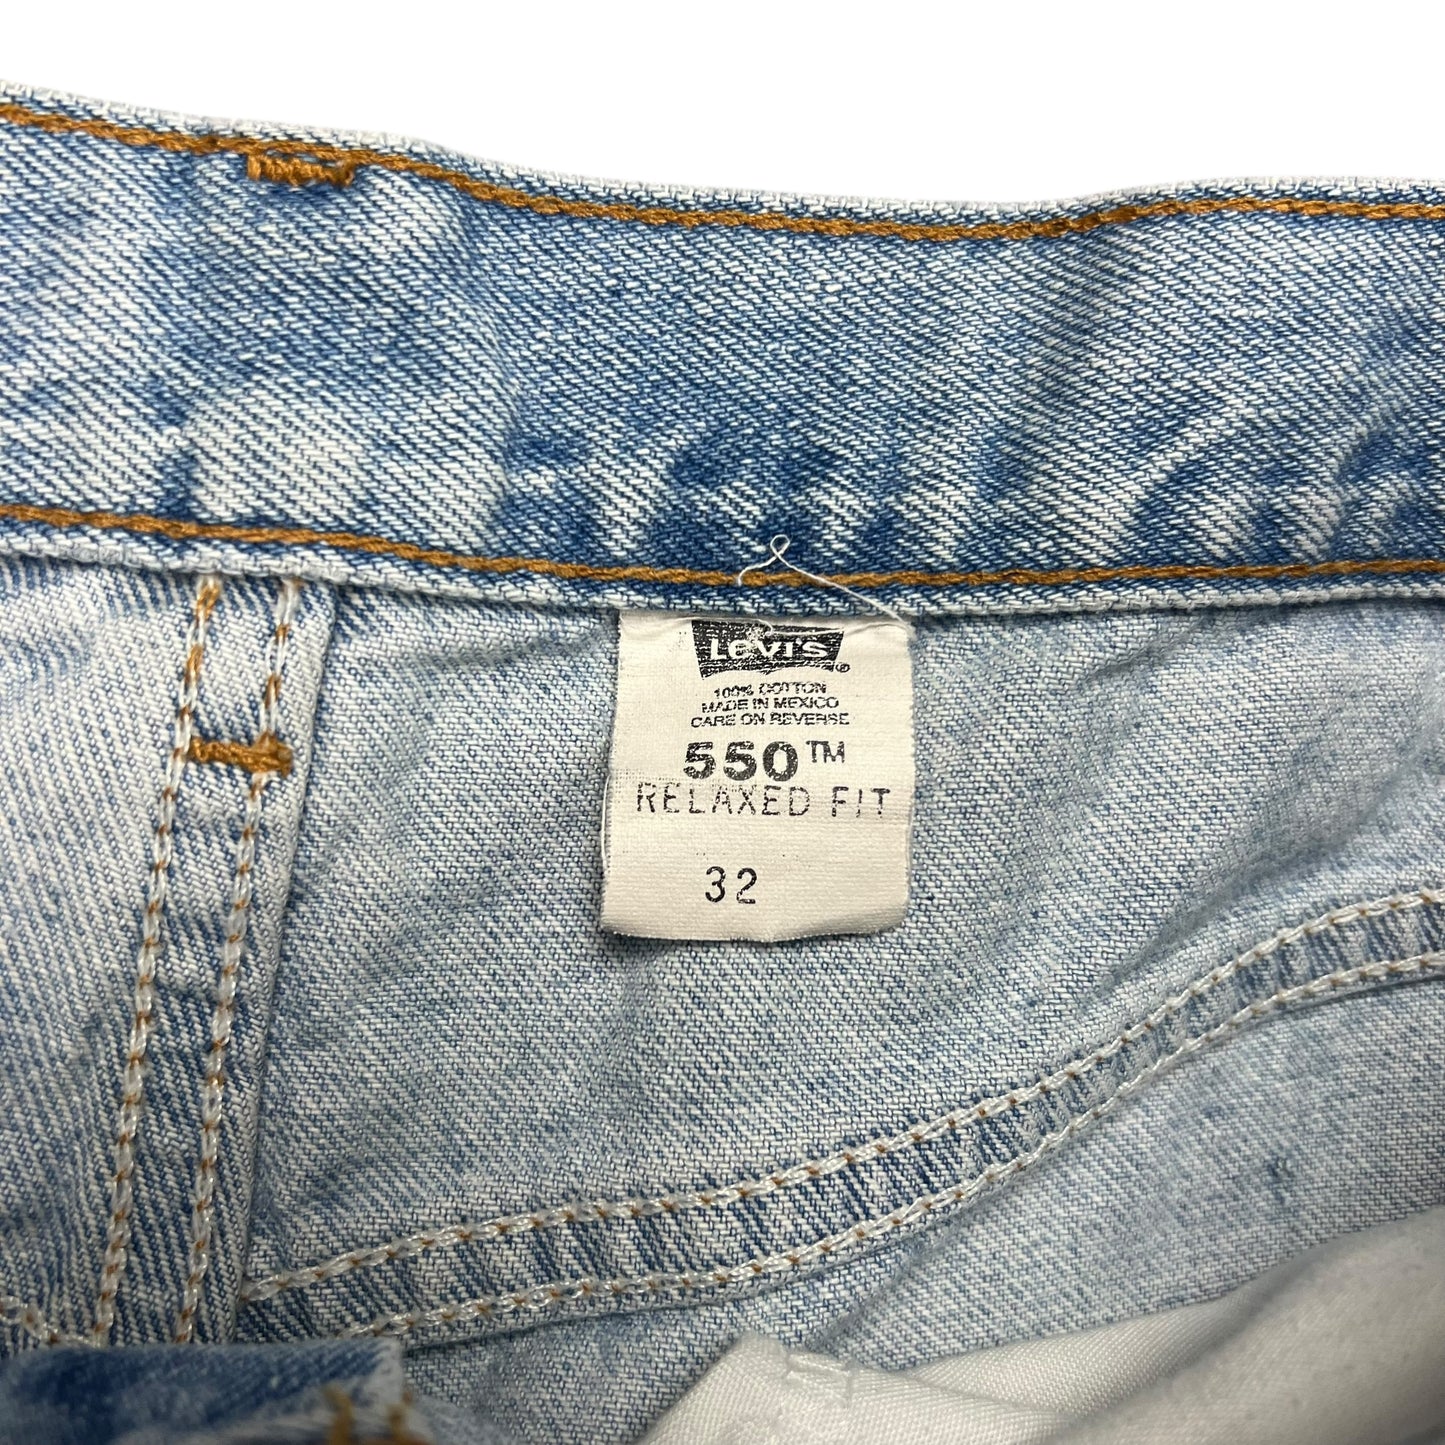 Levi's®
100% COTTON
MADE IN MEXICO
CARE ON REVERSE
550™
RELAXED FIT
32